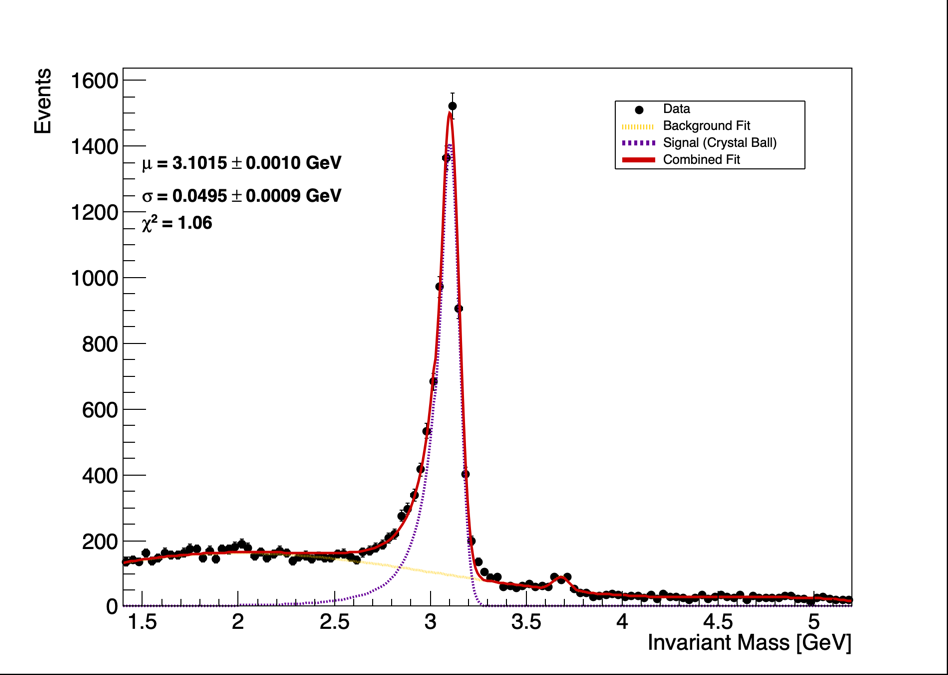 Events
1600
1400
1200
1000
800
600
400
200
0
μ = 3.1015 ± 0.0010 GeV
σ = 0.0495 ± 0.0009 GeV
χ² = 1.06
Data
Background Fit
Signal (Crystal Ball)
Combined Fit
1.5 2 2.5 3 3.5 4 4.5 5
Invariant Mass [GeV]